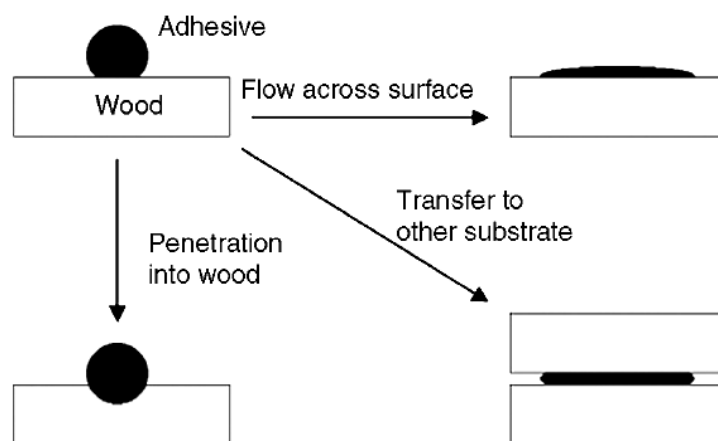 Adhesive
Wood
Flow across surface
Transfer to
other substrate
Penetration
into wood